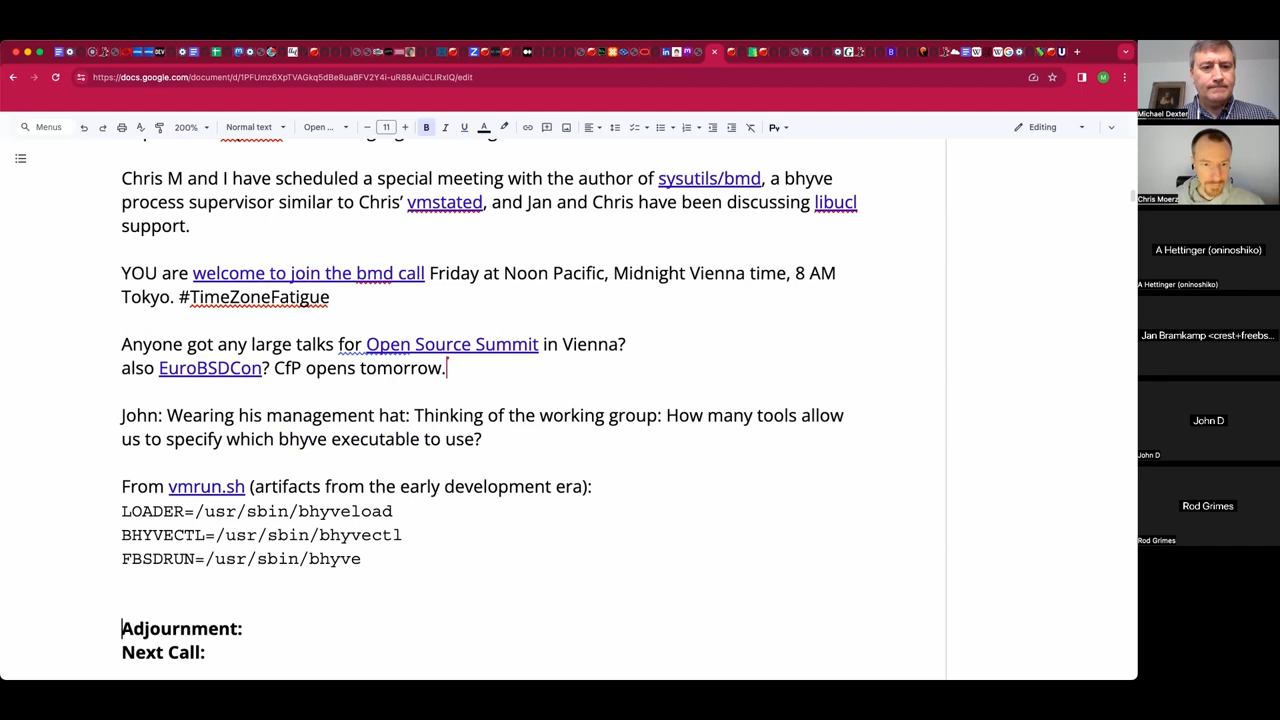 https://docs.google.com/document/d/1PFUmz6XpTVAGkq5dBe8uaBFV2Y4i-uR88AuiCLlRxIQ/edit
Menus
200%
Normal text
Open ...
11
Editing
Chris M and I have scheduled a special meeting with the author of sysutils/bmd, a bhyve
process supervisor similar to Chris’ vmstated, and Jan and Chris have been discussing libucl
support.
YOU are welcome to join the bmd call Friday at Noon Pacific, Midnight Vienna time, 8 AM
Tokyo. #TimeZoneFatigue
Anyone got any large talks for Open Source Summit in Vienna?
also EuroBSDCon? CfP opens tomorrow.
John: Wearing his management hat: Thinking of the working group: How many tools allow
us to specify which bhyve executable to use?
From vmrun.sh (artifacts from the early development era):
LOADER=/usr/sbin/bhyveload
BHYVECTL=/usr/sbin/bhyvectl
FBSDRUN=/usr/sbin/bhyve
Adjournment:
Next Call:
Michael Dexter
Chris Moerz
A Hettinger (oninoshiko)
A Hettinger (oninoshiko)
Jan Bramkamp <crest+freebs...
John D
John D
Rod Grimes
Rod Grimes